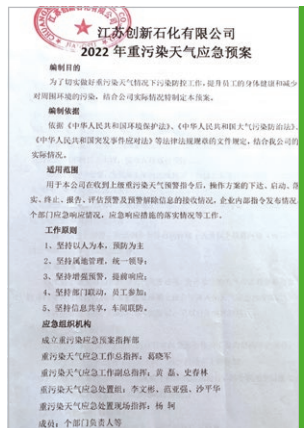 江苏创新石化有限公司
2022 年重污染天气应急预案
编制目的
为了切实做好重污染天气情况下污染防控工作,提升员工的身体健康和减少
对周围环境的污染,结合公司实际情况特制定本预案。
编制依据
依据《中华人民共和国环境保护法》、《中华人民共和国大气污染防治法》、
《中华人民共和国突发事件应对法》等法律法规规章的文件规定,结合我公司的
实际情况。
适用范围
用于本公司在收到上级重污染天气预警指令后,操作方案的下达、启动、落
实、终止、报告、评估预警及预警解除信息的接收情况。企业内部指令发布情况
个部门应急响应情况,应急响应措施的落实情况等工作。
工作原则
1、坚持以人为本,预防为主
2、坚持属地管理,统一领导;
3、坚持增强预警,提前响应;
4、坚持部门联动,员工参加;
5、坚持信息共享,车间联防。
应急组织机构
成立重污染应急预案指挥部
重污染天气应急工作总指挥:葛晓军
重污染天气应急工作副总指挥:黄 磊、史春林
重污染天气应急处置组:李文彬、范亚强、沙平华
重污染天气应急处置现场指挥:杨 轲
成员:个部门负责人等